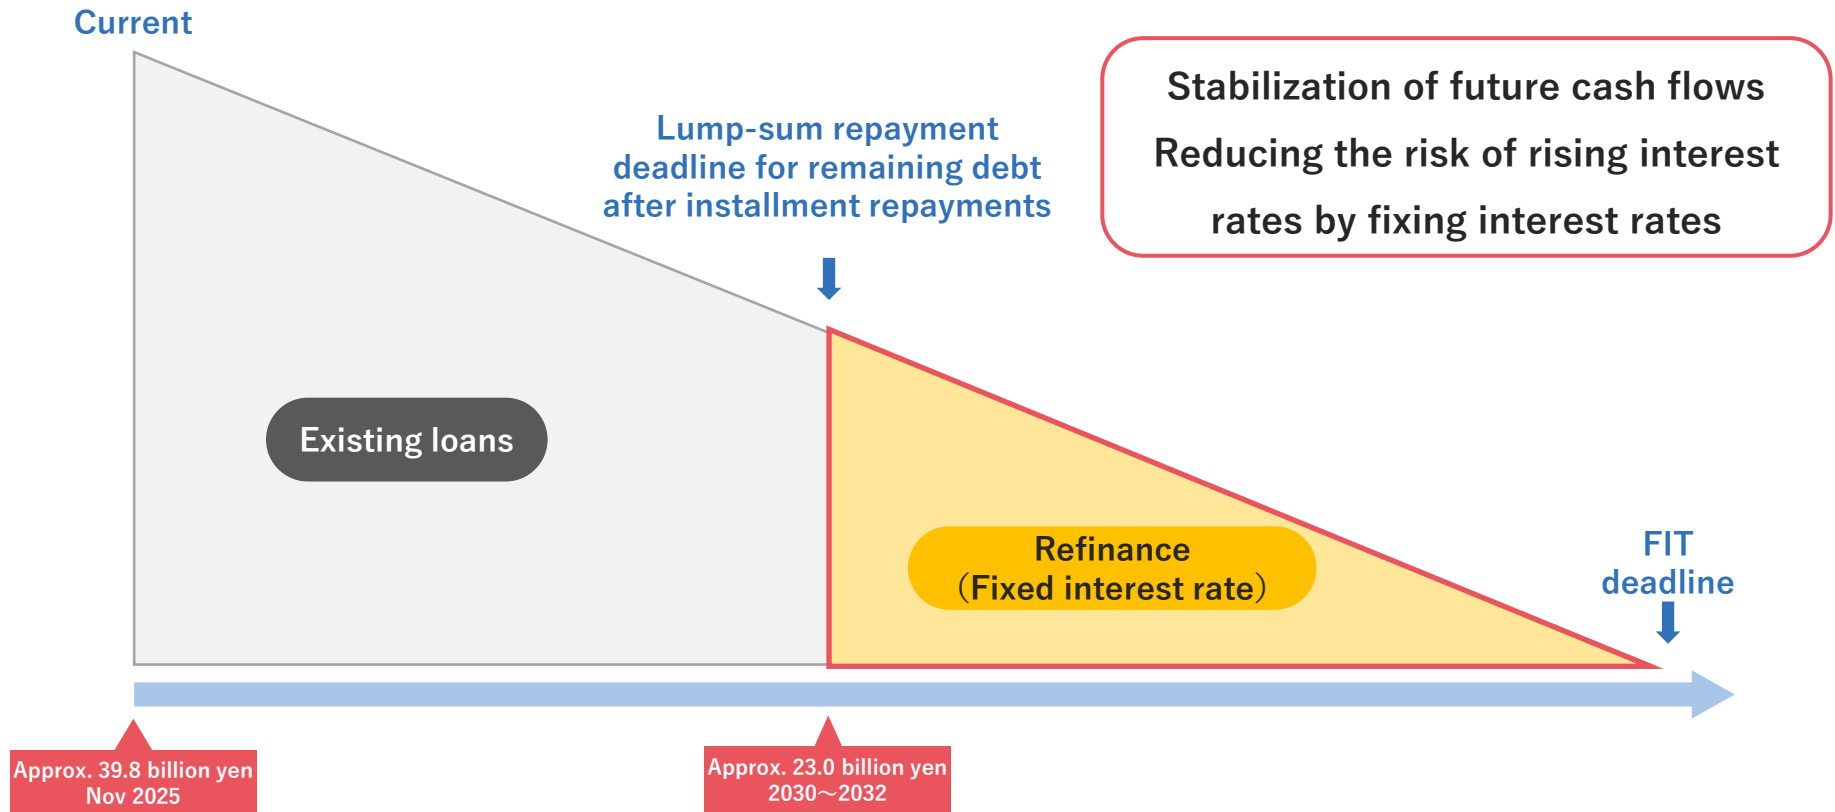 Current
Stabilization of future cash flows
Reducing the risk of rising interest
rates by fixing interest rates
Lump-sum repayment
deadline for remaining debt
after installment repayments
Existing loans
Refinance
（Fixed interest rate）
FIT
deadline
Approx. 39.8 billion yen
Nov 2025
Approx. 23.0 billion yen
2030～2032